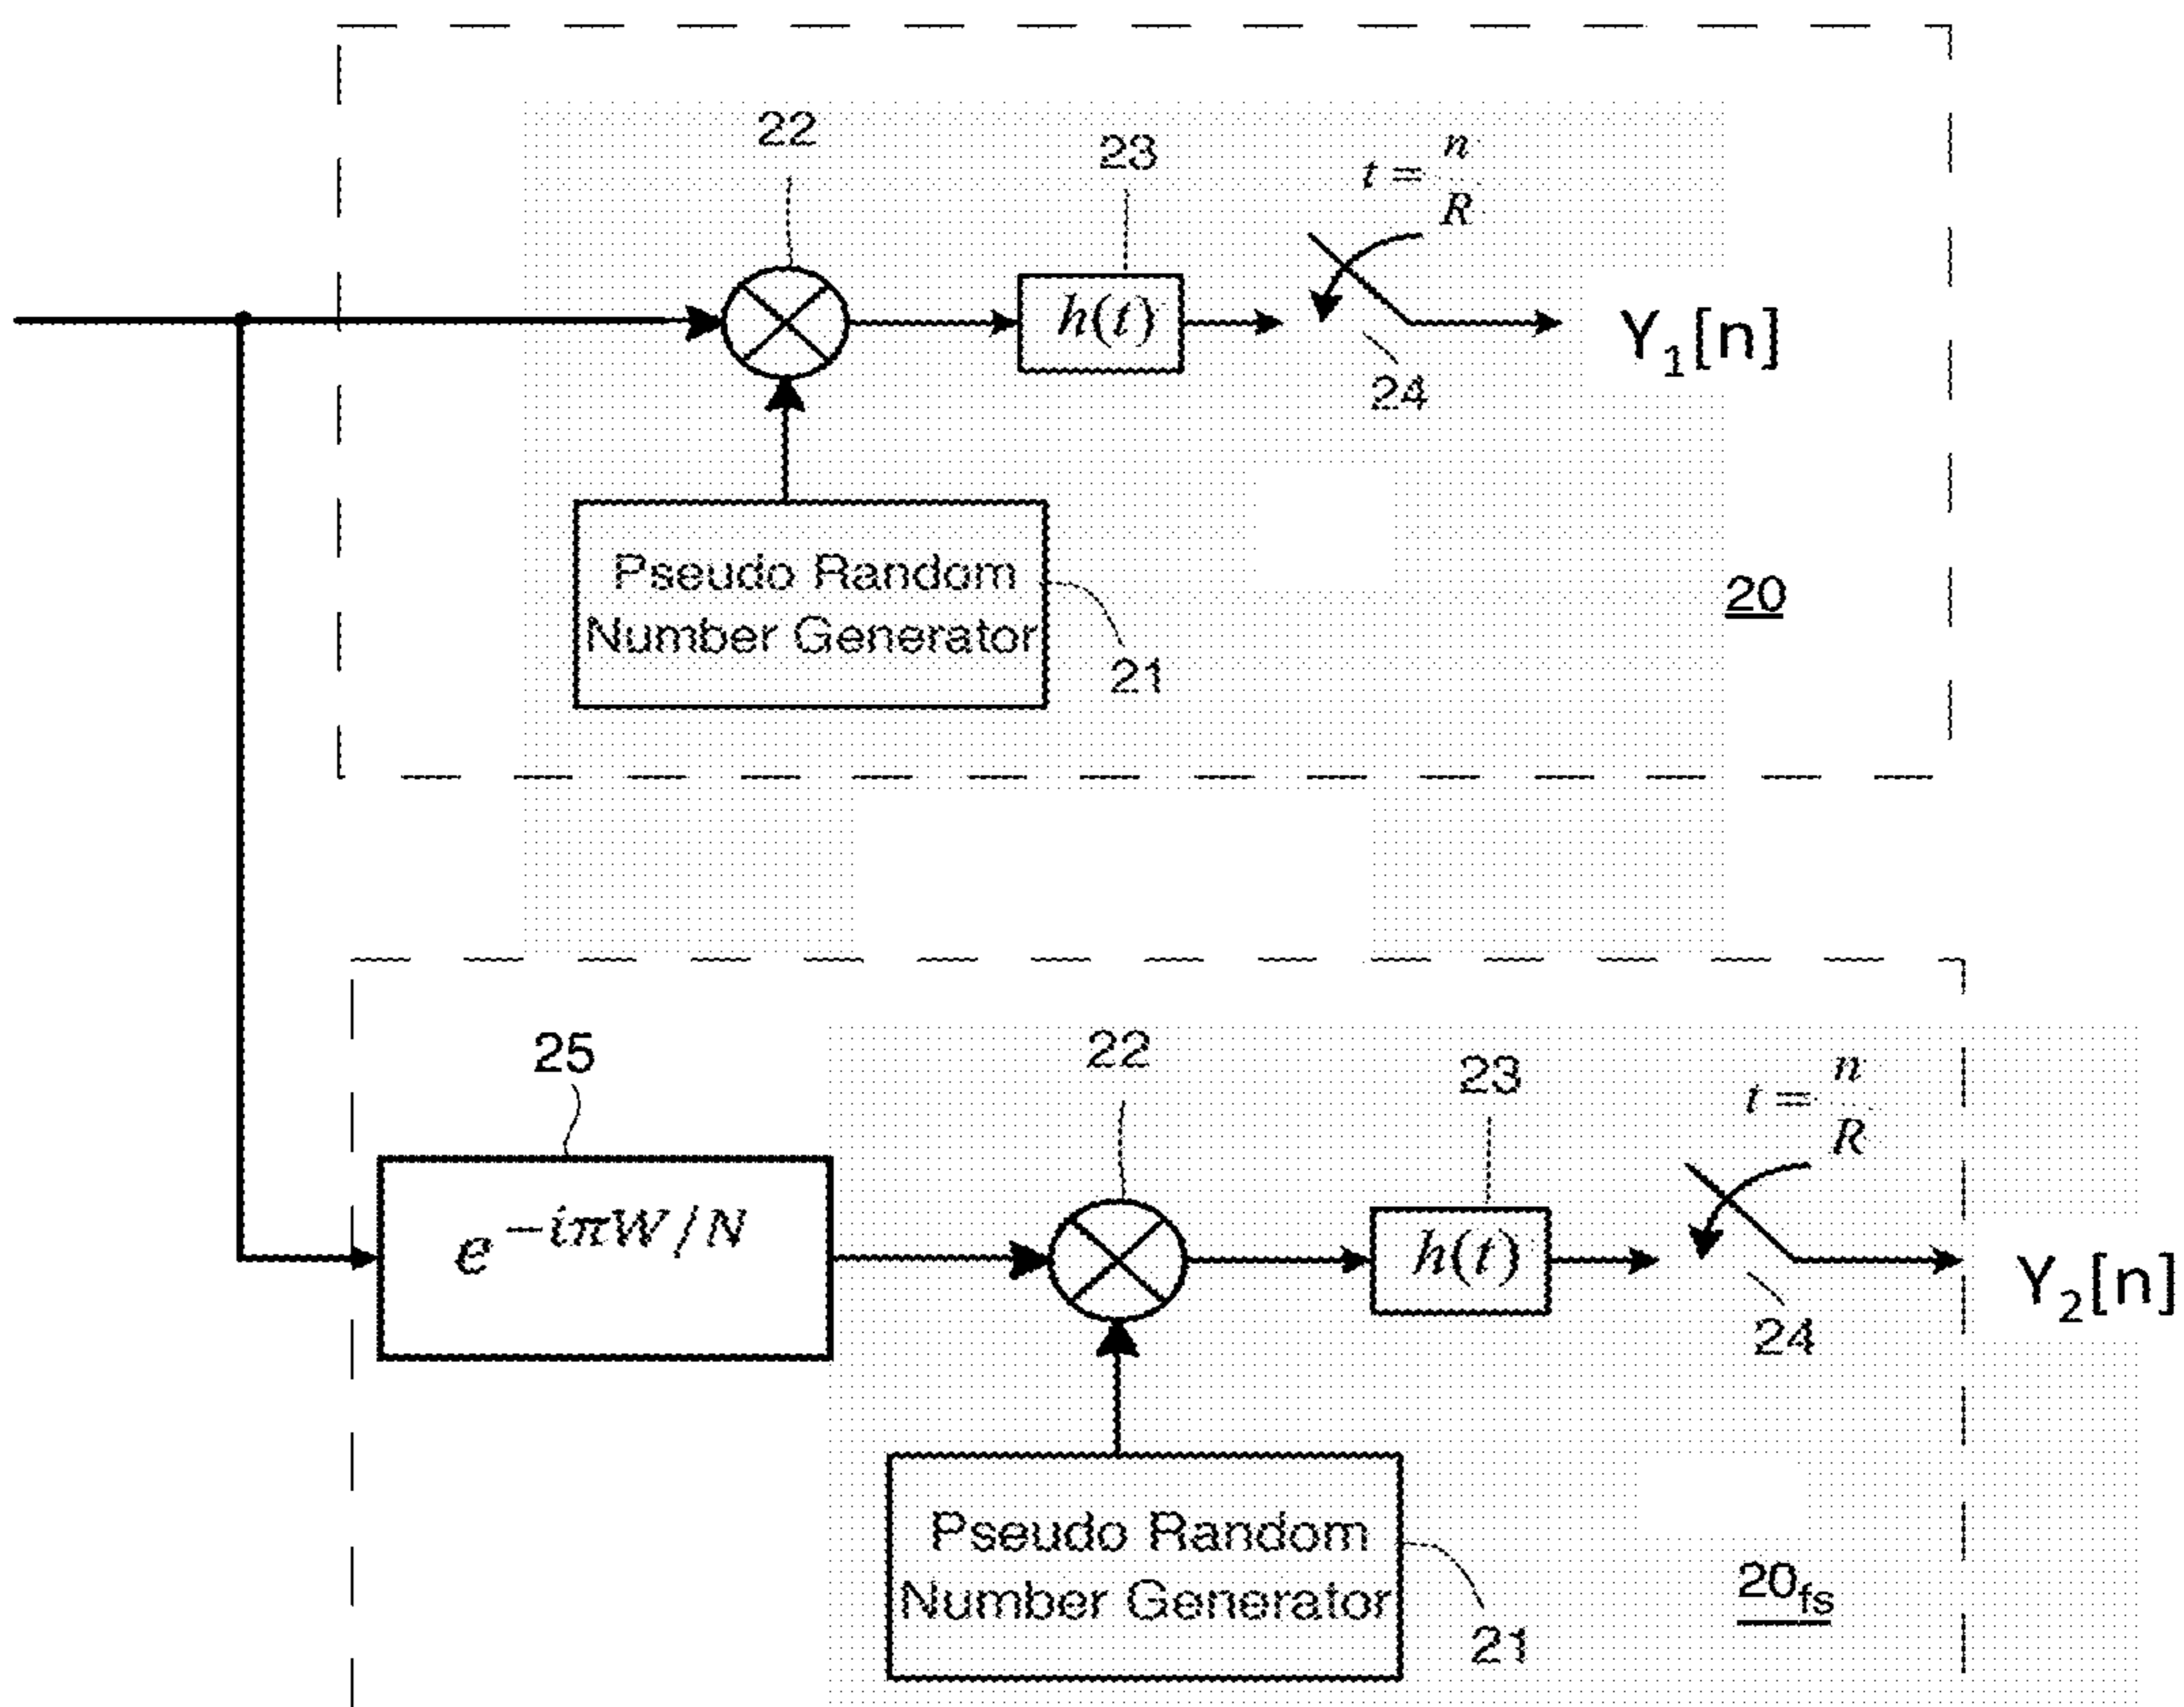 22
23
t = n/R
h(t)
Y₁[n]
24
Pseudo Random
Number Generator
20
21
25
22
23
t = n/R
e^{-iπW/N}
h(t)
Y₂[n]
24
Pseudo Random
Number Generator
20fs
21